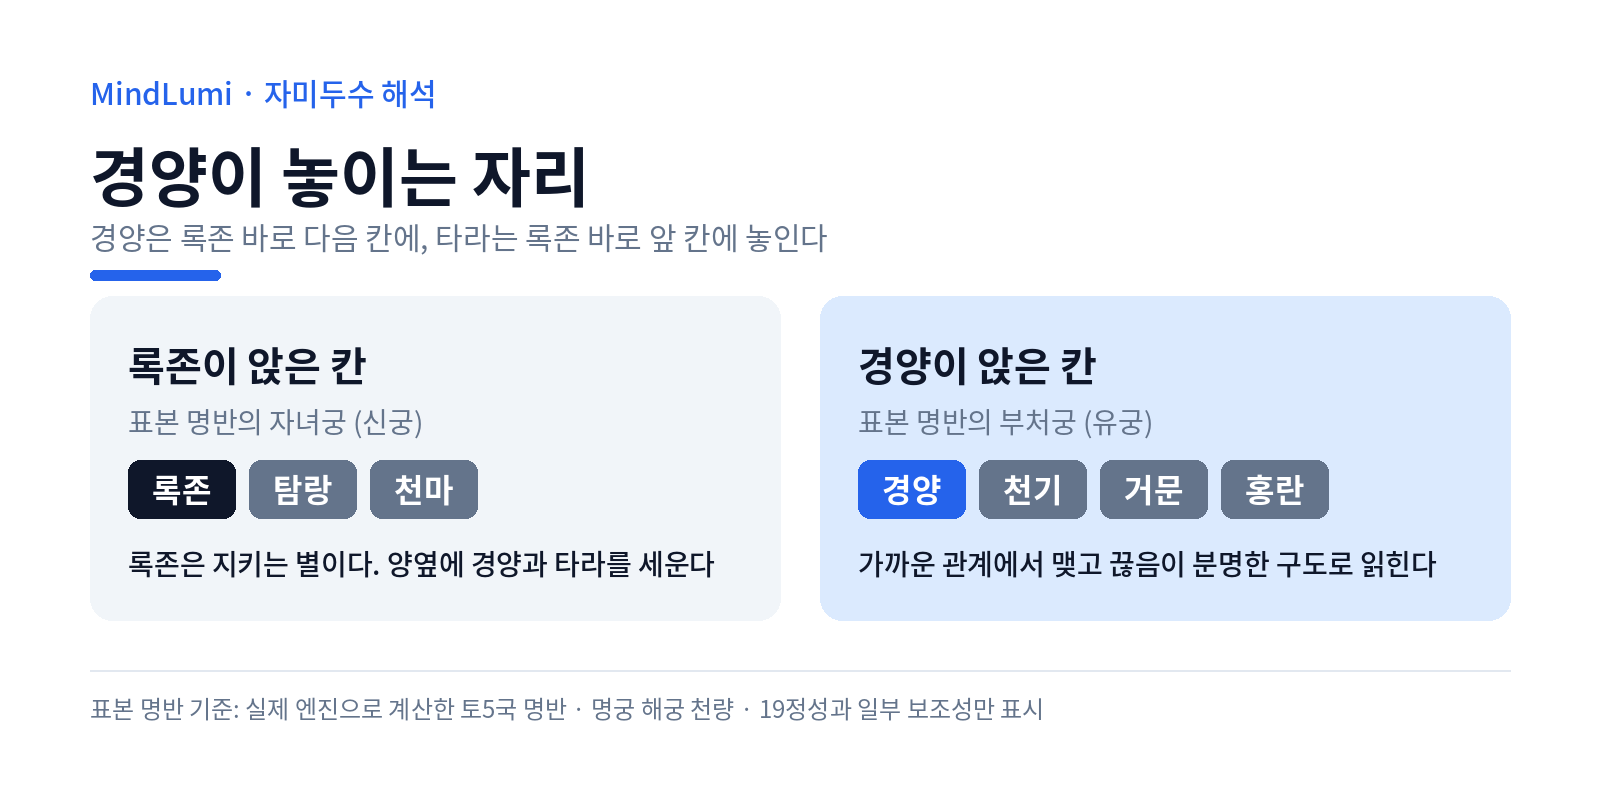 MindLumi · 자미두수 해석
경양이 놓이는 자리
경양은 록존 바로 다음 칸에, 타라는 록존 바로 앞 칸에 놓인다
록존이 앉은 칸
표본 명반의 자녀궁 (신궁)
록존 탐랑 천마
록존은 지키는 별이다. 양옆에 경양과 타라를 세운다
경양이 앉은 칸
표본 명반의 부처궁 (유궁)
경양 천기 거문 홍란
가까운 관계에서 맺고 끊음이 분명한 구도로 읽힌다
표본 명반 기준: 실제 엔진으로 계산한 토5국 명반 · 명궁 해궁 천량 · 19정성과 일부 보조성만 표시